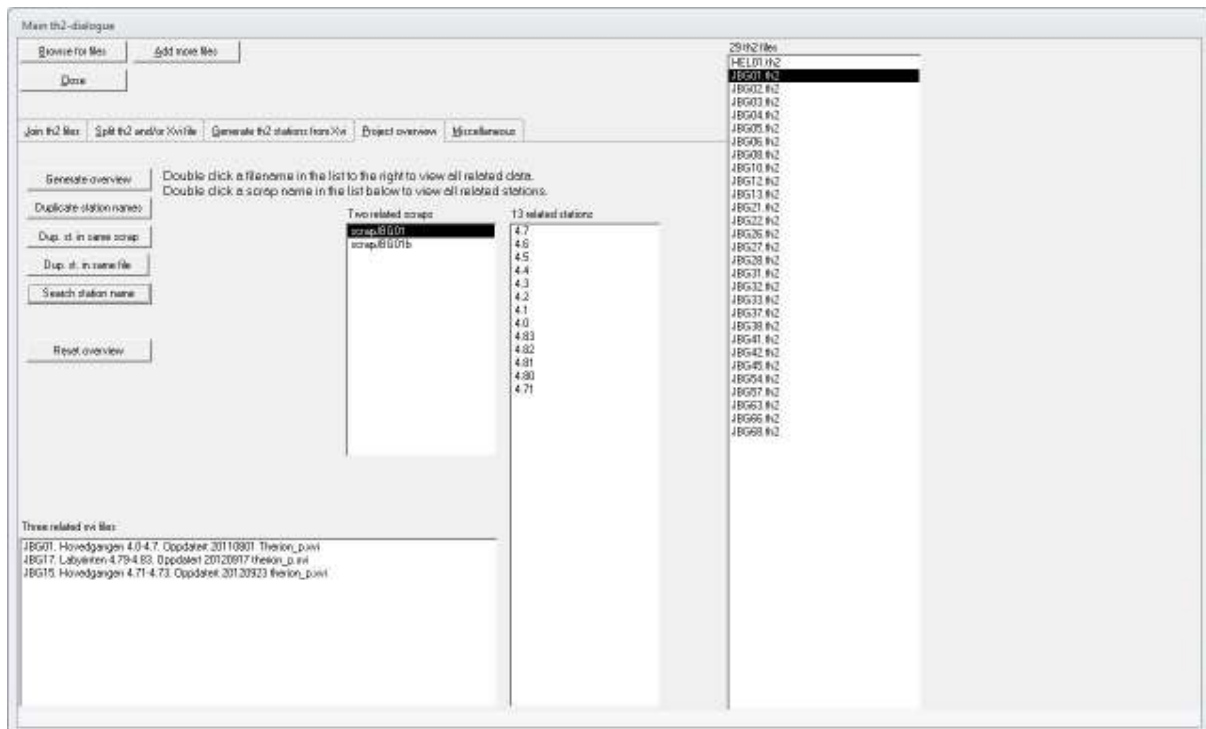 Main th2-dialogue
Browse for files
Add more files
Close
Join th2 files
Split th2 and/or Xvi file
Generate th2 stations from Xvi
Project overview
Miscellaneous
Generate overview
Duplicate station names
Dup. st. in same scrap
Dup. st. in same file
Search station name
Reset overview
Double click a filename in the list to the right to view all related data.
Double click a scrap name in the list below to view all related stations.
Two related scraps
scrapJBG01
scrapJBG01b
13 related stations
4.7
4.6
4.5
4.4
4.3
4.2
4.1
4.0
4.83
4.82
4.81
4.80
4.71
29 th2 files
HEL01.th2
JBG01.th2
JBG02.th2
JBG03.th2
JBG04.th2
JBG05.th2
JBG06.th2
JBG08.th2
JBG10.th2
JBG12.th2
JBG13.th2
JBG21.th2
JBG22.th2
JBG26.th2
JBG27.th2
JBG28.th2
JBG31.th2
JBG32.th2
JBG33.th2
JBG37.th2
JBG38.th2
JBG41.th2
JBG42.th2
JBG45.th2
JBG54.th2
JBG57.th2
JBG63.th2
JBG66.th2
JBG68.th2
Three related xvi files
JBG01. Hovedgangen 4.0-4.7. Oppdatert 20110901 Therion_p.xvi
JBG17. Labyrinten 4.79-4.83. Oppdatert 20120917 therion_p.xvi
JBG15. Hovedgangen 4.71-4.73. Oppdatert 20120923 therion_p.xvi